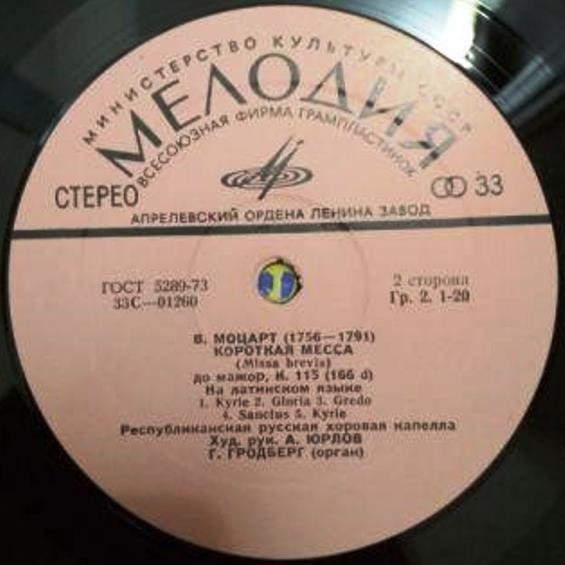 МИНИСТЕРСТВО КУЛЬТУРЫ СССР
МЕЛОДИЯ
ВСЕСОЮЗНАЯ ФИРМА ГРАМПЛАСТИНОК
СТЕРЕО
33
АПРЕЛЕВСКИЙ ОРДЕНА ЛЕНИНА ЗАВОД
ГОСТ 5289-73
33С—01260
2 сторона
Гр. 2. 1-20
В. МОЦАРТ (1756—1791)
КОРОТКАЯ МЕССА
(Missa brevis)
до мажор, К. 115 (166 d)
На латинском языке
1. Kyrie 2. Gloria 3. Gredo
4. Sanctus 5. Kyrie
Республиканская русская хоровая капелла
Худ. рук. А. ЮРЛОВ
Г. ГРОДБЕРГ (орган)